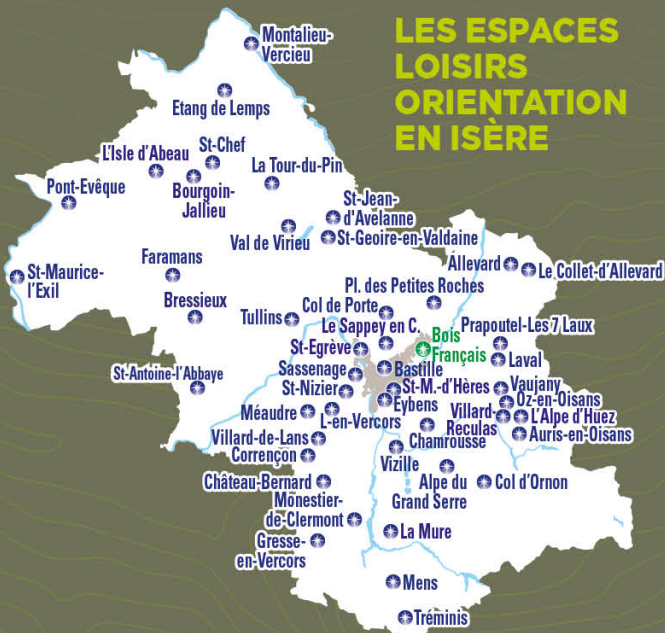 LES ESPACES
LOISIRS
ORIENTATION
EN ISÈRE
Montalieu-
Vercieu
Etang de Lemps
St-Chef
L'Isle d'Abeau
La Tour-du-Pin
Bourgoin-
Jallieu
Pont-Evêque
St-Jean-
d'Avelanne
Val de Virieu
St-Geoire-en-Valdaine
Faramans
St-Maurice-
l'Exil
Allevard
Le Collet-d'Allevard
Pl. des Petites Roches
Bressieux
Col de Porte
Tullins
Le Sappey en C.
Prapoutel-Les 7 Laux
Bois
Français
St-Egrève
Laval
Sassenage
Bastille
St-Antoine-l'Abbaye
St-Nizier
St-M.-d'Hères
Vaujany
Eybens
Oz-en-Oisans
Méaudre
L-en-Vercors
Villard-
Reculas
L'Alpe d'Huez
Auris-en-Oisans
Villard-de-Lans
Chamrousse
Corrençon
Vizille
Château-Bernard
Alpe du
Grand Serre
Col d'Ornon
Monestier-
de-Clermont
La Mure
Gresse-
en-Vercors
Mens
Tréminis